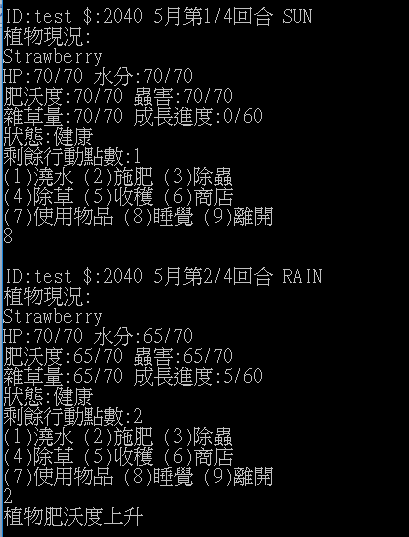 ID:test $:2040 5月第1/4回合 SUN
植物現況:
Strawberry
HP:70/70 水分:70/70
肥沃度:70/70 蟲害:70/70
雜草量:70/70 成長進度:0/60
狀態:健康
剩餘行動點數:1
(1)澆水 (2)施肥 (3)除蟲
(4)除草 (5)收穫 (6)商店
(7)使用物品 (8)睡覺 (9)離開
8
ID:test $:2040 5月第2/4回合 RAIN
植物現況:
Strawberry
HP:70/70 水分:65/70
肥沃度:65/70 蟲害:65/70
雜草量:65/70 成長進度:5/60
狀態:健康
剩餘行動點數:2
(1)澆水 (2)施肥 (3)除蟲
(4)除草 (5)收穫 (6)商店
(7)使用物品 (8)睡覺 (9)離開
2
植物肥沃度上升